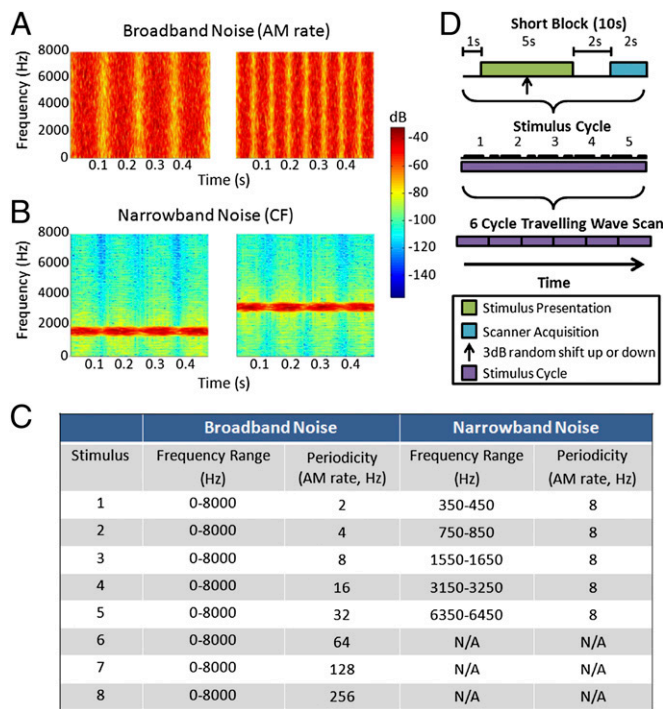 A
Broadband Noise (AM rate)
Frequency (Hz)
8000
6000
4000
2000
0
0.1 0.2 0.3 0.4
0.1 0.2 0.3 0.4
Time (s)
dB
-40
-60
-80
-100
-120
-140
B
Narrowband Noise (CF)
Frequency (Hz)
8000
6000
4000
2000
0
0.1 0.2 0.3 0.4
0.1 0.2 0.3 0.4
Time (s)
Time (s)
D
Short Block (10s)
1s 5s 2s 2s
Stimulus Cycle
1 2 3 4 5
6 Cycle Travelling Wave Scan
Time
Stimulus Presentation
Scanner Acquisition
3dB random shift up or down
Stimulus Cycle
C
Broadband Noise Narrowband Noise
Stimulus Frequency Range (Hz) Periodicity (AM rate, Hz) Frequency Range (Hz) Periodicity (AM rate, Hz)
1 0-8000 2 350-450 8
2 0-8000 4 750-850 8
3 0-8000 8 1550-1650 8
4 0-8000 16 3150-3250 8
5 0-8000 32 6350-6450 8
6 0-8000 64 N/A N/A
7 0-8000 128 N/A N/A
8 0-8000 256 N/A N/A